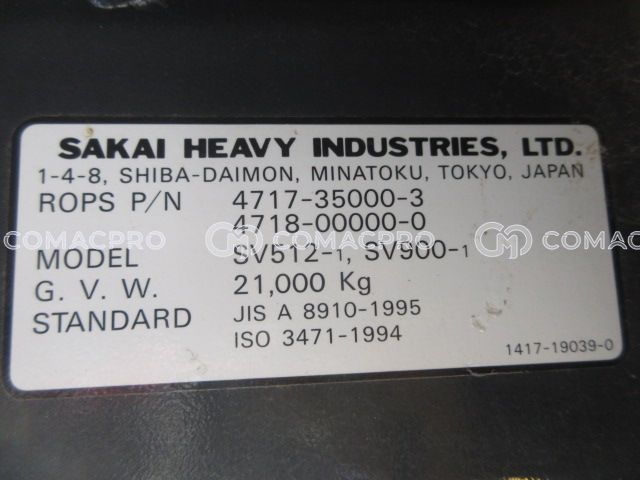 SAKAI HEAVY INDUSTRIES, LTD.
1-4-8, SHIBA-DAIMON, MINATOKU, TOKYO, JAPAN
ROPS P/N 4717-35000-3
4718-00000-0
COMACPRO COMACPRO COMACPRO
MODEL SV512-1, SV900-1
G. V. W. 21,000 Kg
STANDARD JIS A 8910-1995
ISO 3471-1994
1417-19039-0